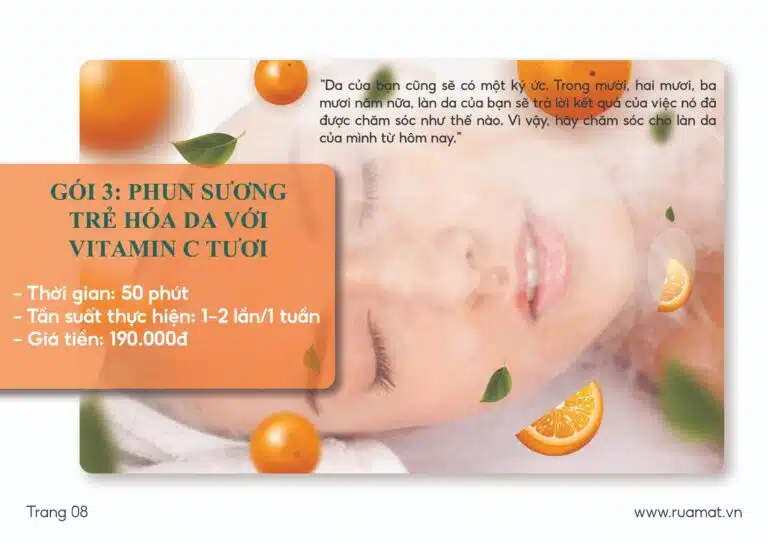 "Da của bạn cũng sẽ có một ký ức. Trong mười, hai mươi, ba
mươi năm nữa, làn da của bạn sẽ trả lời kết quả của việc nó đã
được chăm sóc như thế nào. Vì vậy, hãy chăm sóc cho làn da
của mình từ hôm nay."
GÓI 3: PHUN SƯƠNG
TRẺ HÓA DA VỚI
VITAMIN C TƯƠI
- Thời gian: 50 phút
- Tần suất thực hiện: 1-2 lần/1 tuần
- Giá tiền: 190.000đ
Trang 08
www.ruamat.vn